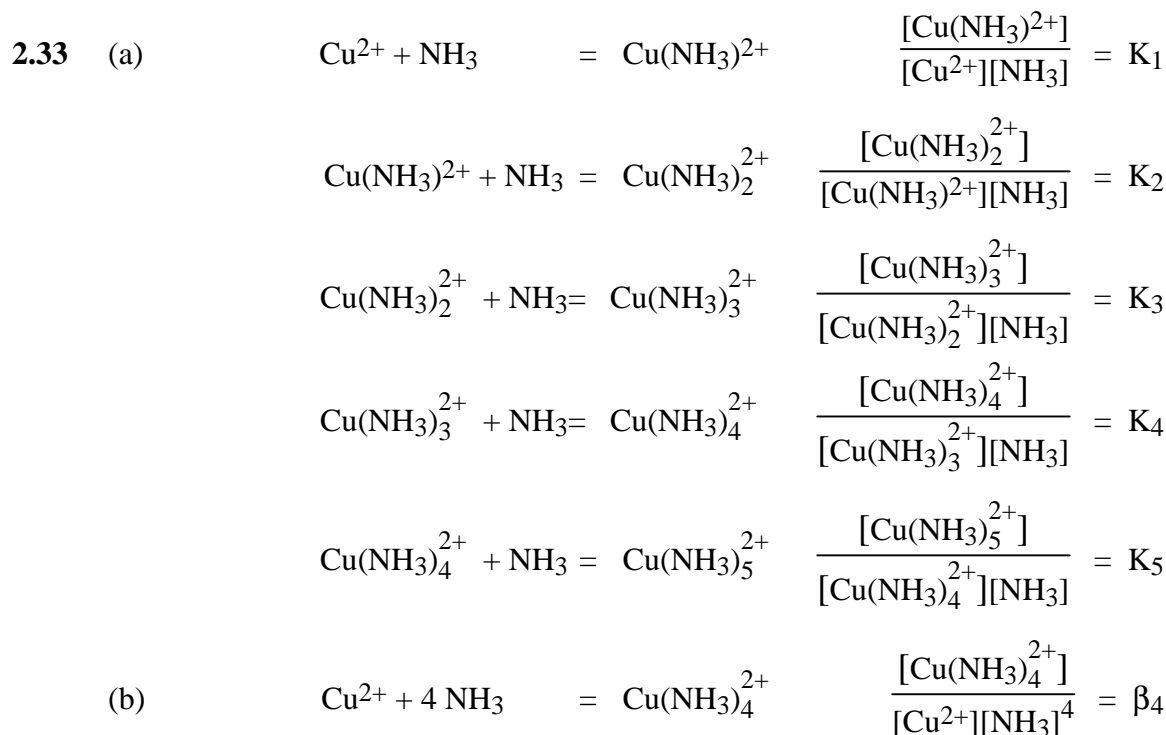 2.33 (a) Cu²⁺ + NH₃ = Cu(NH₃)²⁺ [Cu(NH₃)²⁺] / [Cu²⁺][NH₃] = K₁
Cu(NH₃)²⁺ + NH₃ = Cu(NH₃)₂²⁺ [Cu(NH₃)₂²⁺] / [Cu(NH₃)²⁺][NH₃] = K₂
Cu(NH₃)₂²⁺ + NH₃= Cu(NH₃)₃²⁺ [Cu(NH₃)₃²⁺] / [Cu(NH₃)₂²⁺][NH₃] = K₃
Cu(NH₃)₃²⁺ + NH₃= Cu(NH₃)₄²⁺ [Cu(NH₃)₄²⁺] / [Cu(NH₃)₃²⁺][NH₃] = K₄
Cu(NH₃)₄²⁺ + NH₃ = Cu(NH₃)₅²⁺ [Cu(NH₃)₅²⁺] / [Cu(NH₃)₄²⁺][NH₃] = K₅
(b) Cu²⁺ + 4 NH₃ = Cu(NH₃)₄²⁺ [Cu(NH₃)₄²⁺] / [Cu²⁺][NH₃]⁴ = β₄